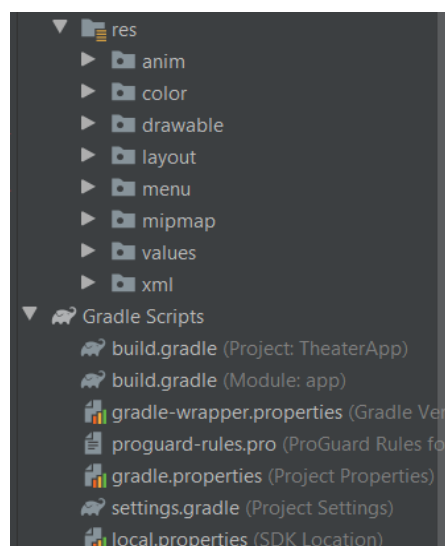 res
anim
color
drawable
layout
menu
mipmap
values
xml
Gradle Scripts
build.gradle (Project: TheaterApp)
build.gradle (Module: app)
gradle-wrapper.properties (Gradle Ver
proguard-rules.pro (ProGuard Rules fo
gradle.properties (Project Properties)
settings.gradle (Project Settings)
local.properties (SDK Location)